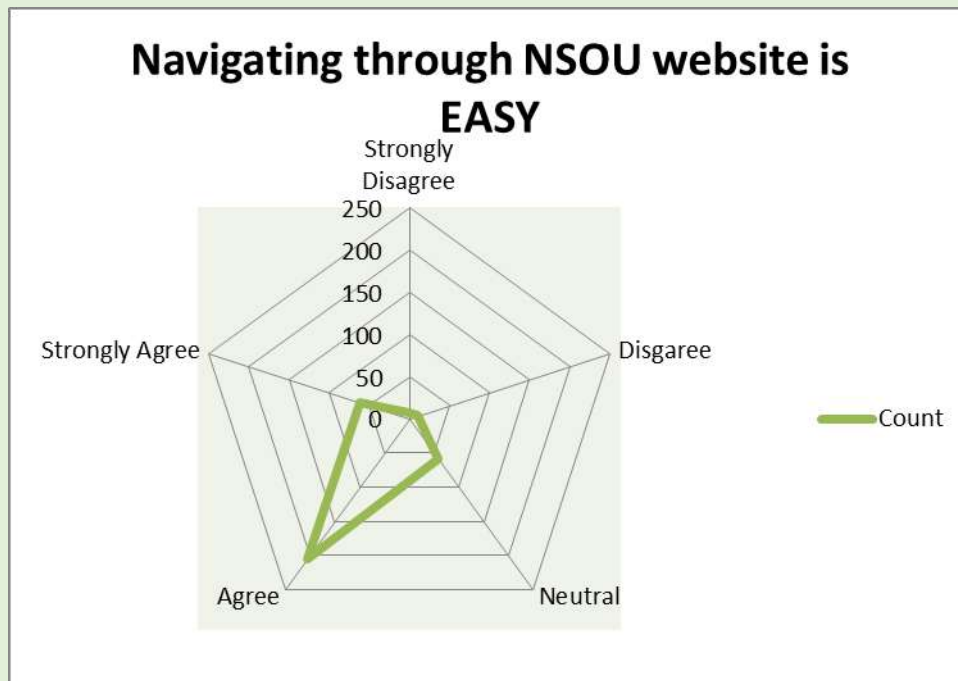 Navigating through NSOU website is
EASY
Strongly
Disagree
250
200
150
100
50
0
Strongly Agree
Disgaree
Count
Agree
Neutral